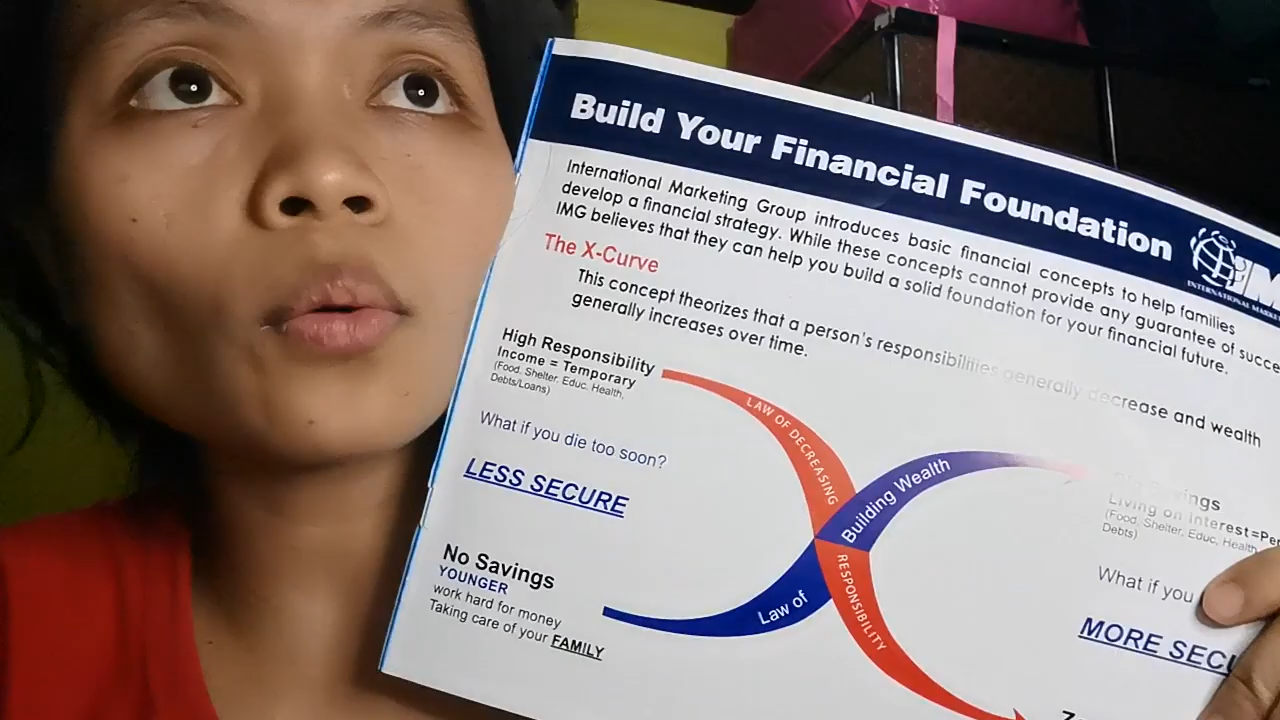 Build Your Financial Foundation
INTERNATIONAL
International Marketing Group introduces basic financial concepts to help families
develop a financial strategy. While these concepts cannot provide any guarantee of
IMG believes that they can help you build a solid foundation for your financial future.
The X-Curve
This concept theorizes that a person's responsibilities generally decrease and wealth
generally increases over time.
High Responsibility
Income = Temporary
(Food, Shelter, Educ, Health,
Debts/Loans)
What if you die too soon?
LESS SECURE
No Savings
YOUNGER
work hard for money
Taking care of your FAMILY
LAW OF DECREASING
RESPONSIBILITY
Law of
Building Wealth
Living on Interest=
(Food, Shelter, Educ, Health
Debts)
What if you
MORE